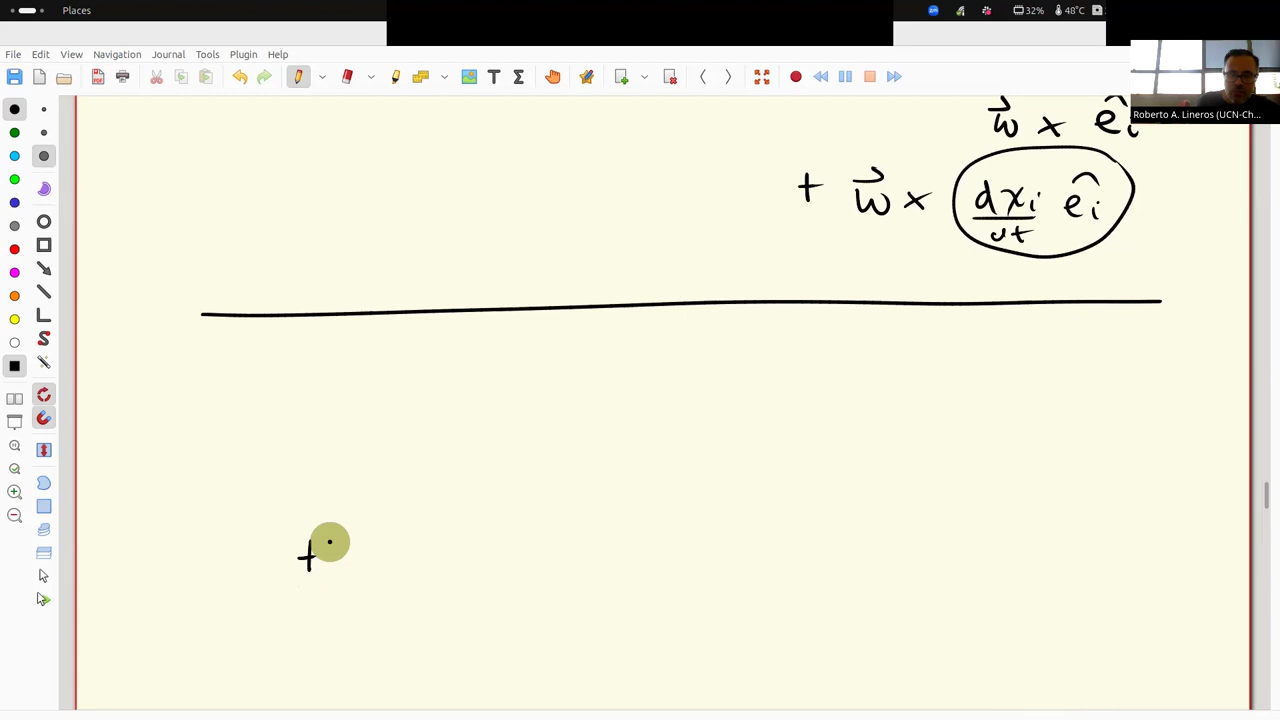 Places
32% 48°C
File Edit View Navigation Journal Tools Plugin Help
Roberto A. Lineros (UCN-Ch...
w⃗ × ê_i
+ w⃗ × dx_i/dt ê_i
+